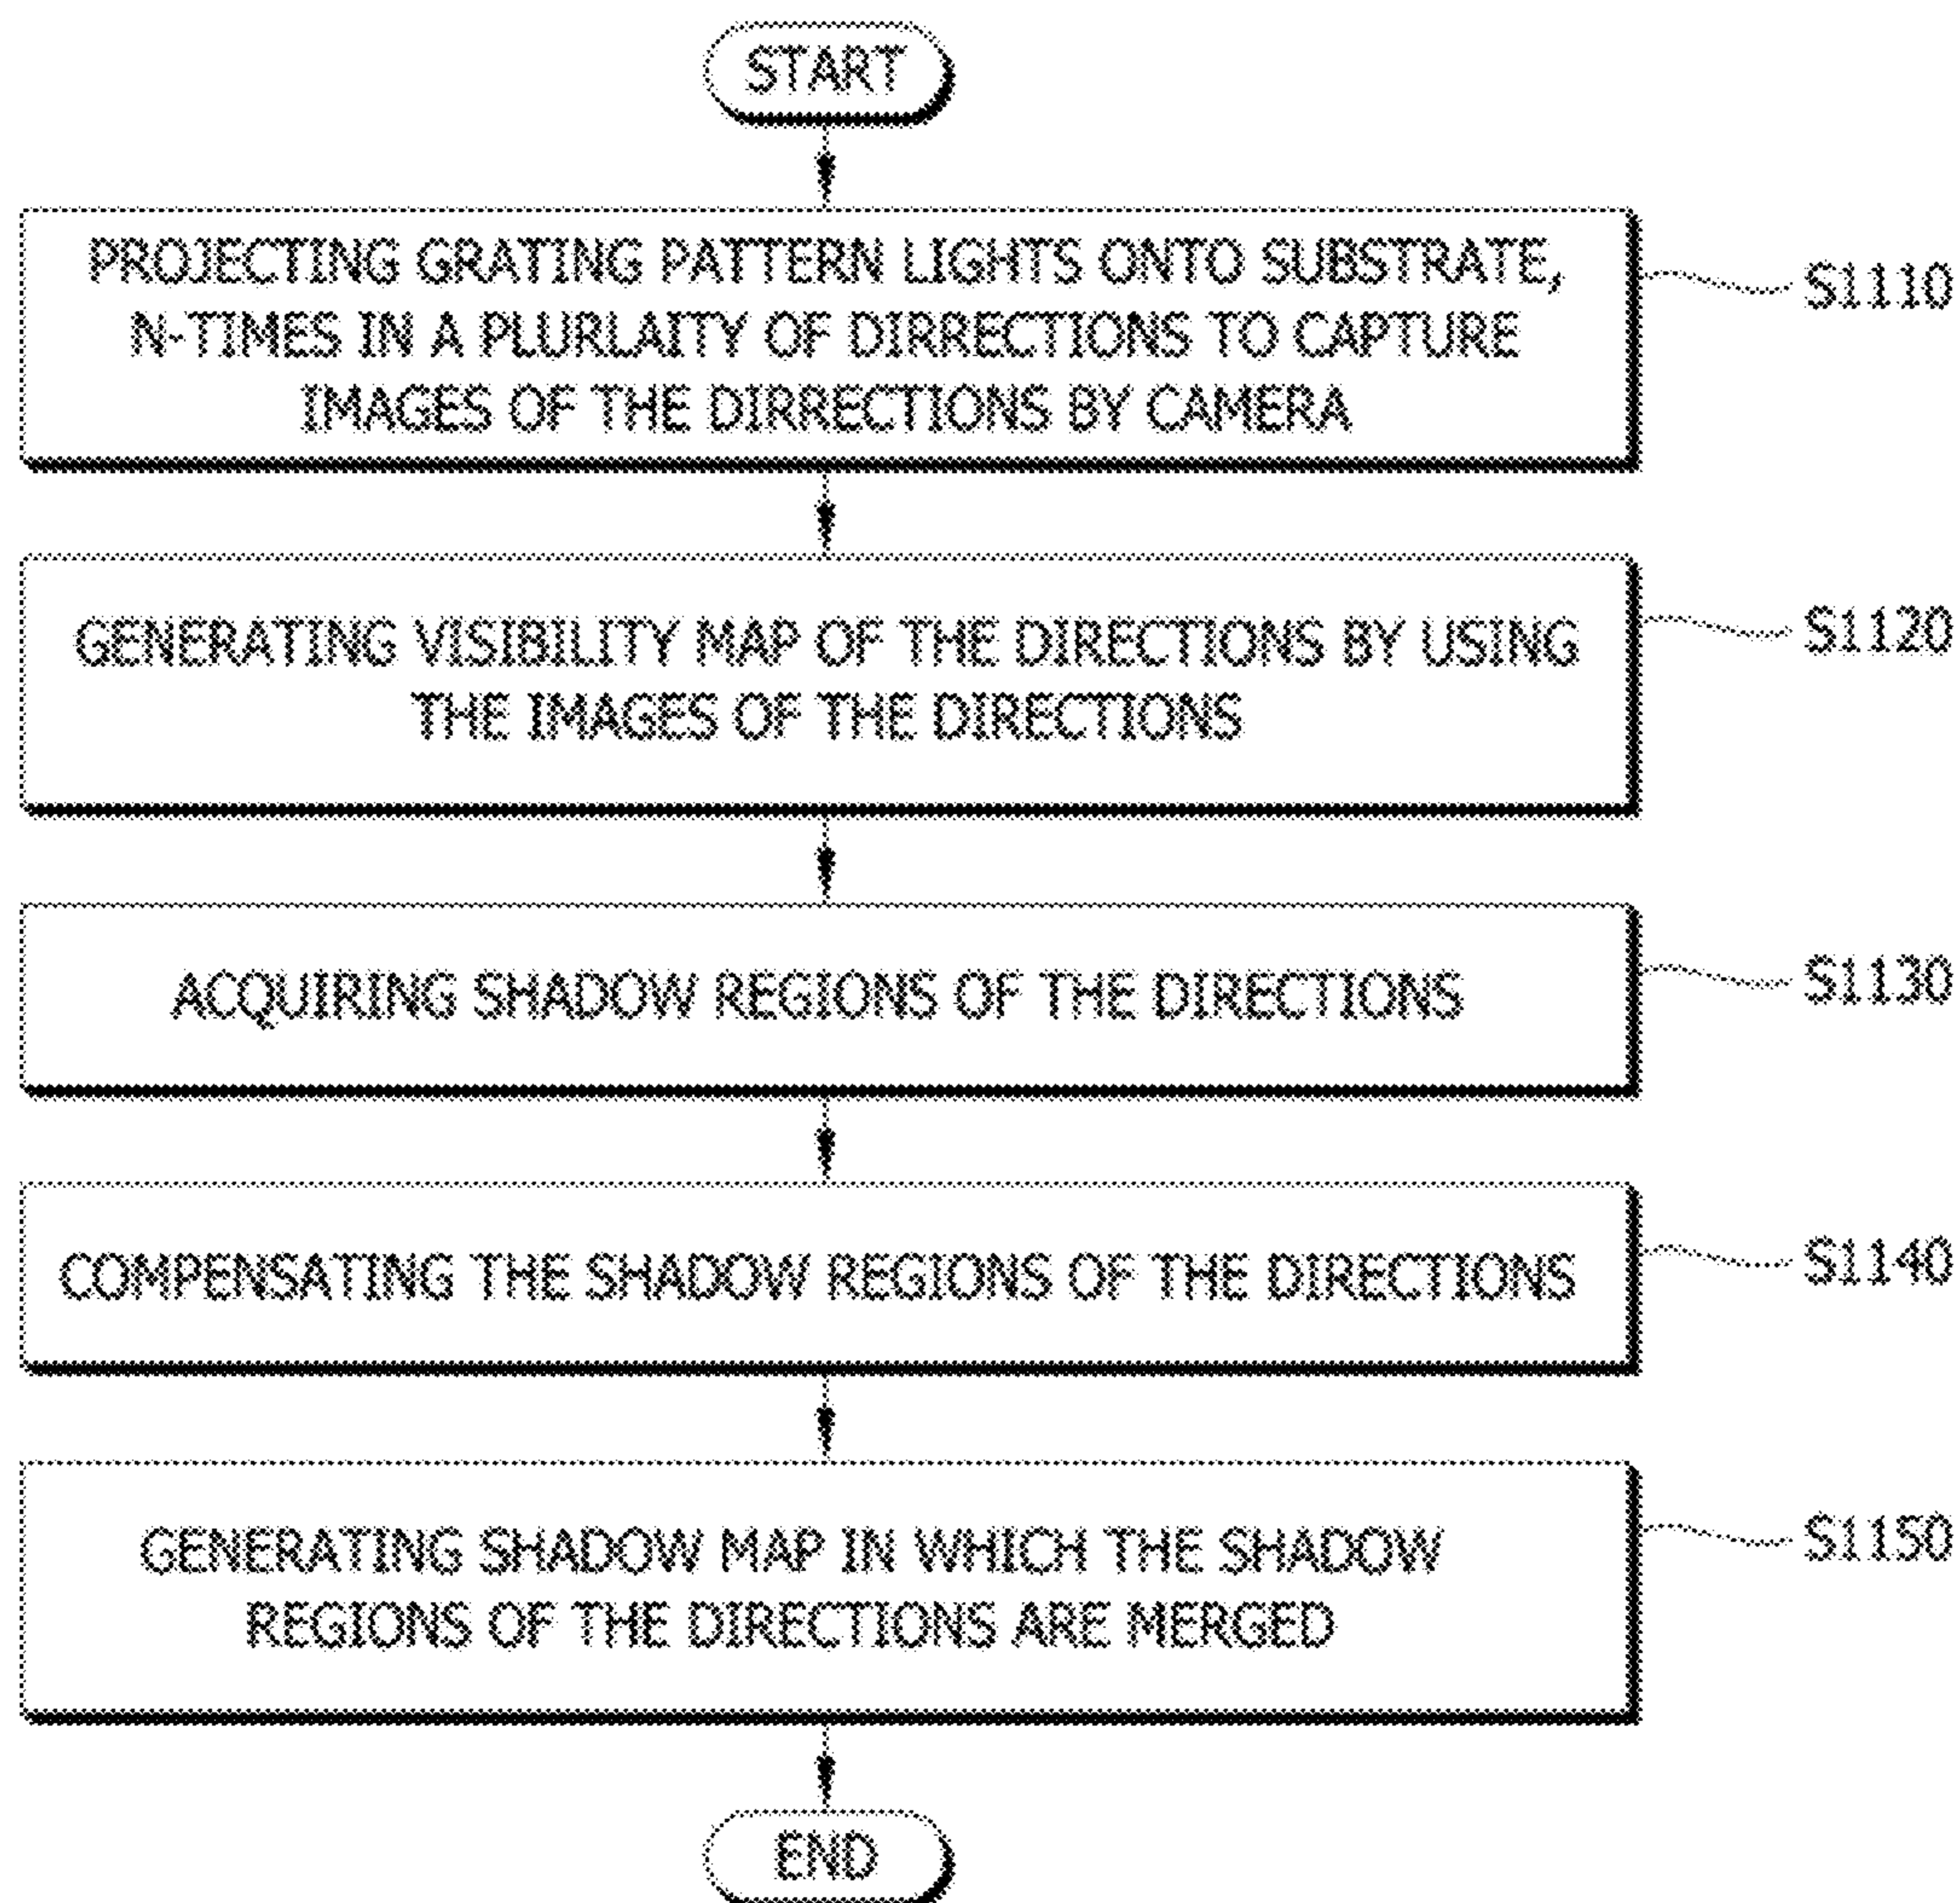 START
PROJECTING GRATING PATTERN LIGHTS ONTO SUBSTRATE,
N-TIMES IN A PLURLAITY OF DIRRECTIONS TO CAPTURE
IMAGES OF THE DIRRECTIONS BY CAMERA
S1110
GENERATING VISIBILITY MAP OF THE DIRECTIONS BY USING
THE IMAGES OF THE DIRECTIONS
S1120
ACQUIRING SHADOW REGIONS OF THE DIRECTIONS
S1130
COMPENSATING THE SHADOW REGIONS OF THE DIRECTIONS
S1140
GENERATING SHADOW MAP IN WHICH THE SHADOW
REGIONS OF THE DIRECTIONS ARE MERGED
S1150
END